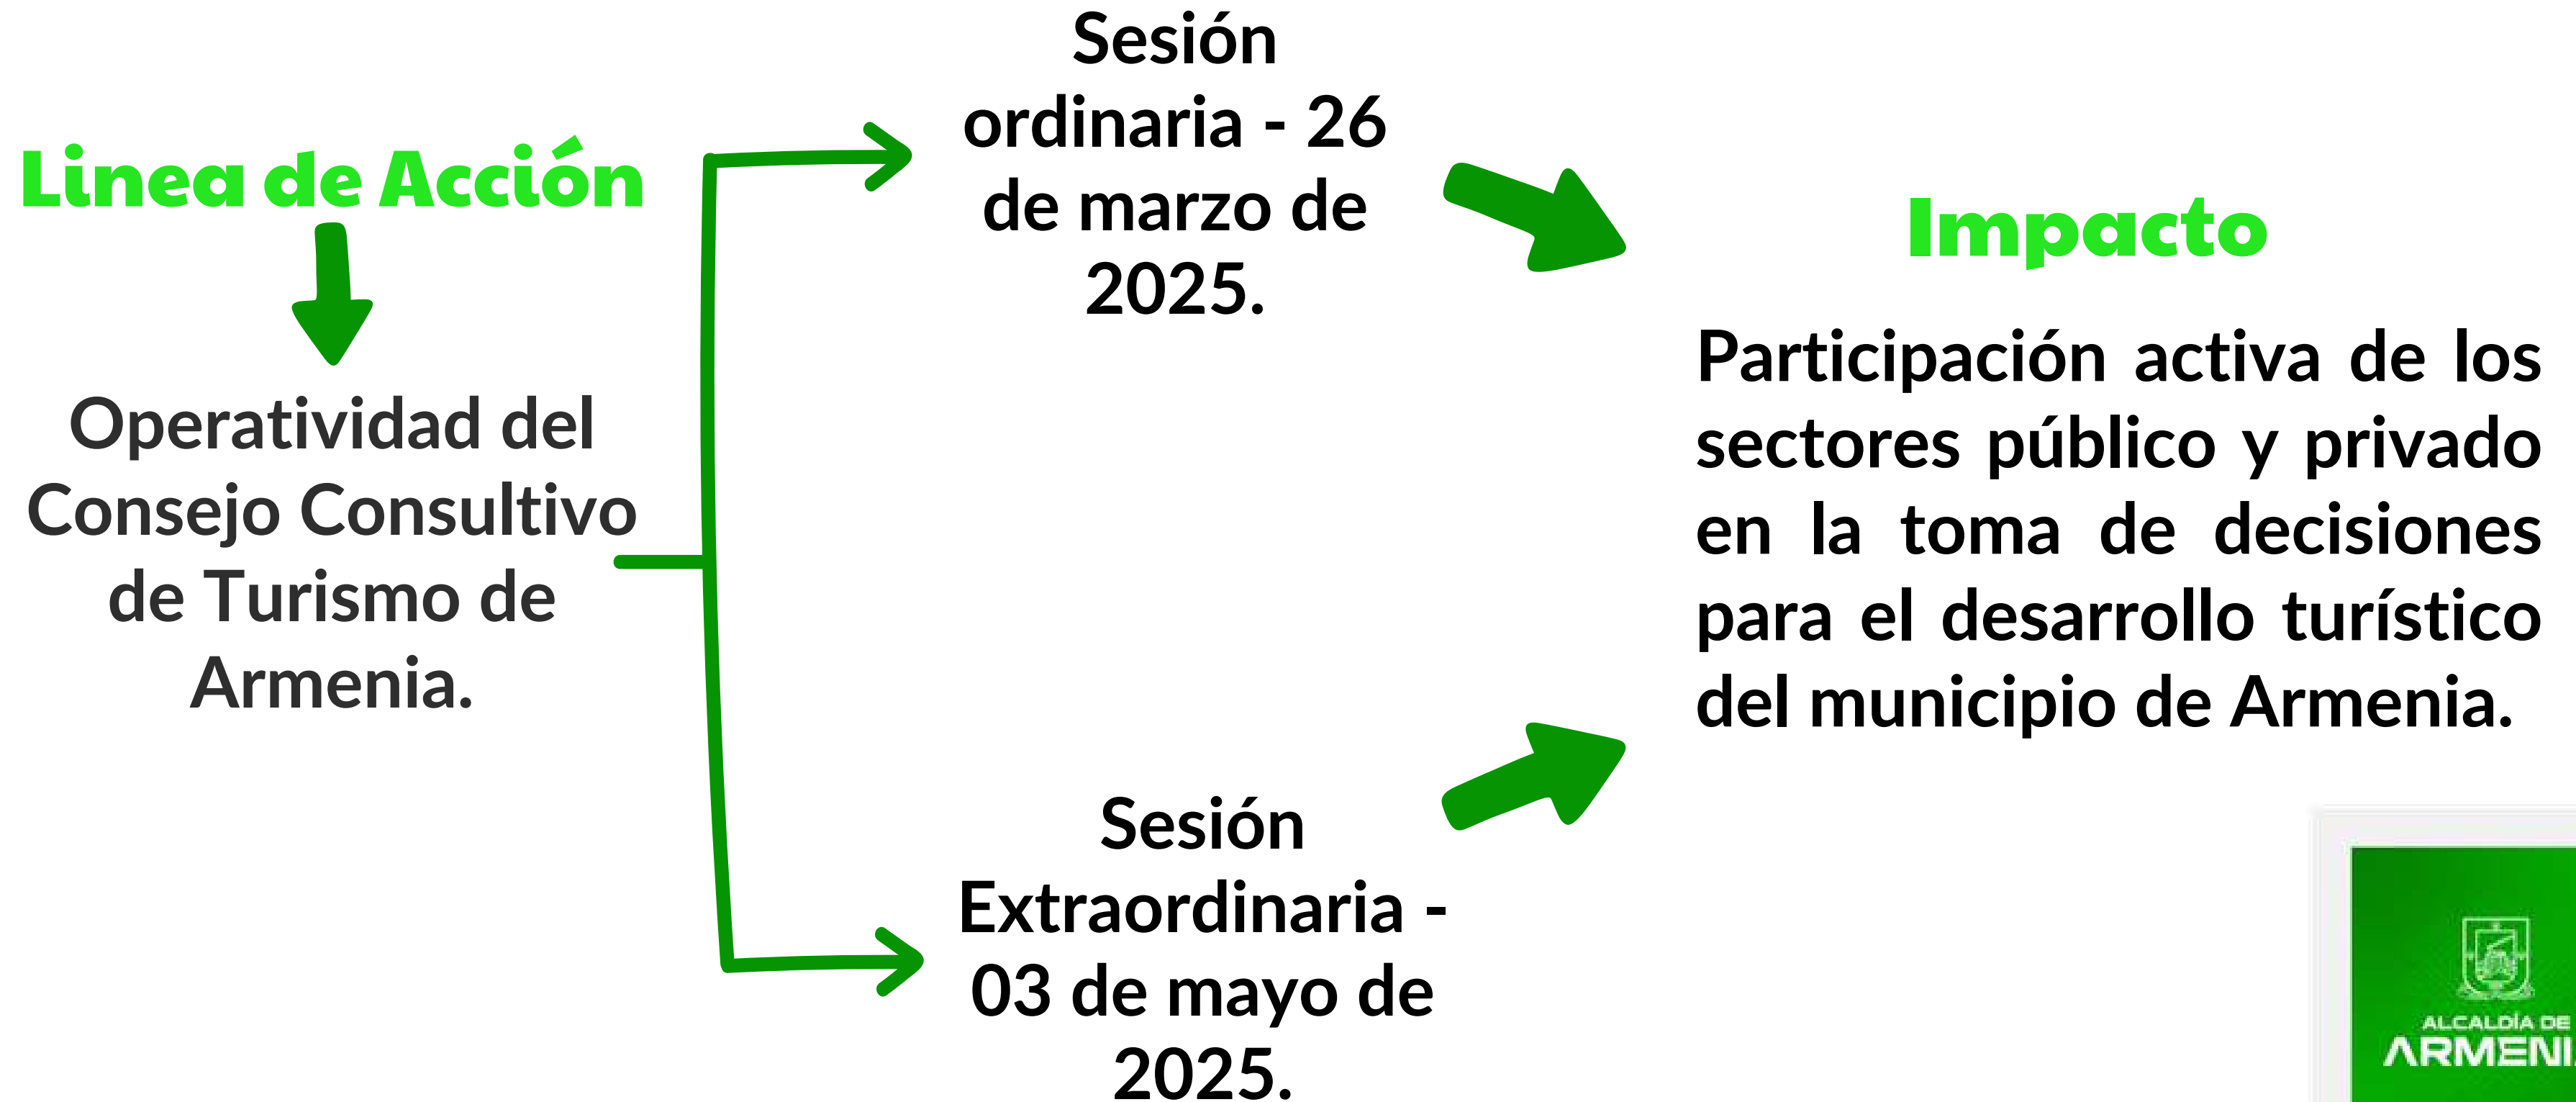 Linea de Acción
Operatividad del
Consejo Consultivo
de Turismo de
Armenia.
Sesión
ordinaria - 26
de marzo de
2025.
Sesión
Extraordinaria -
03 de mayo de
2025.
Impacto
Participación activa de los
sectores público y privado
en la toma de decisiones
para el desarrollo turístico
del municipio de Armenia.
ALCALDÍA DE
ARMENIA